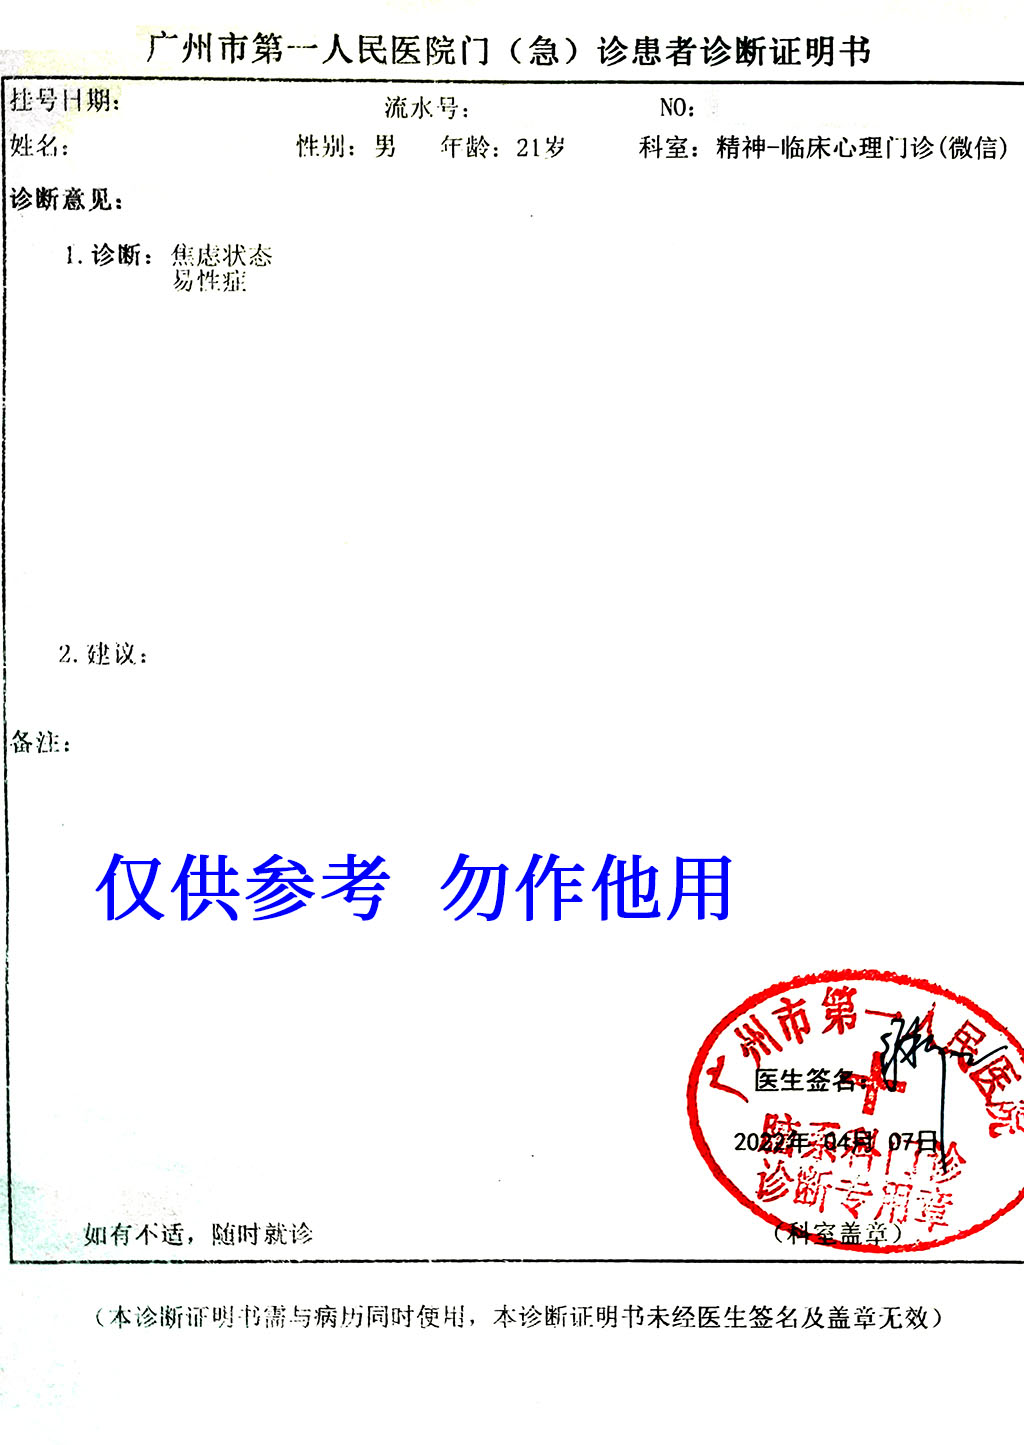 广州市第一人民医院门（急）诊患者诊断证明书
挂号日期： 流水号： NO：
姓名： 性别：男 年龄：21岁 科室：精神-临床心理门诊(微信)
诊断意见：
1.诊断：焦虑状态
易性症
2.建议：
备注：
仅供参考 勿作他用
广州市第一人民医院
医生签名：
2022年 04月 07日
科门诊
诊断专用章
如有不适，随时就诊 （科室盖章）
（本诊断证明书需与病历同时使用，本诊断证明书未经医生签名及盖章无效）